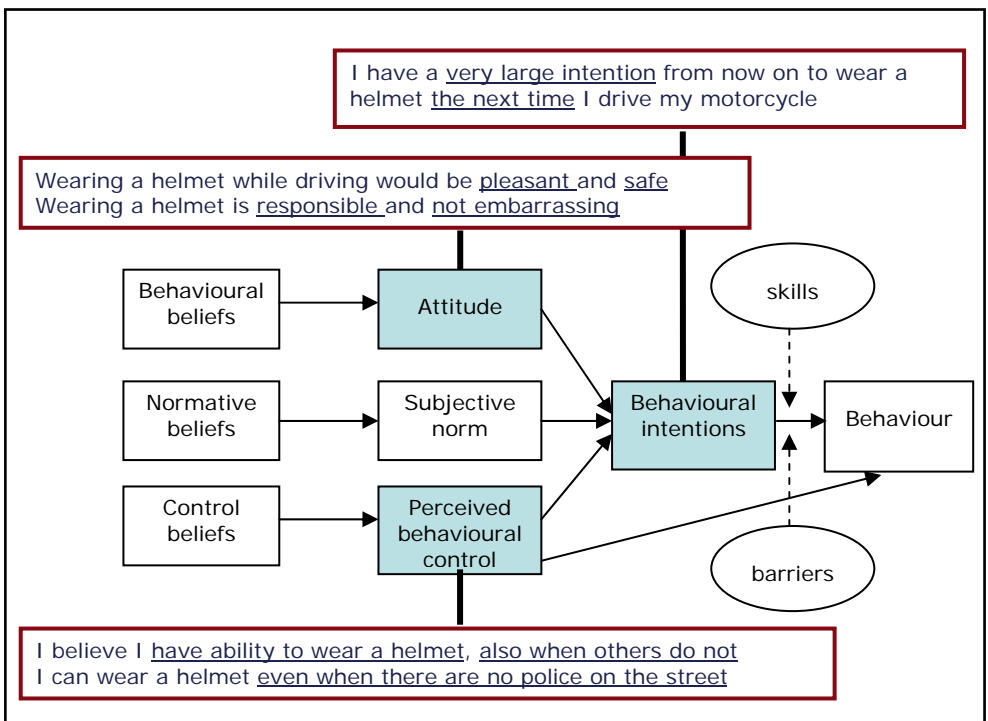 I have a very large intention from now on to wear a
helmet the next time I drive my motorcycle
Wearing a helmet while driving would be pleasant and safe
Wearing a helmet is responsible and not embarrassing
Behavioural
beliefs
Attitude
skills
Normative
beliefs
Subjective
norm
Behavioural
intentions
Behaviour
Control
beliefs
Perceived
behavioural
control
barriers
I believe I have ability to wear a helmet, also when others do not
I can wear a helmet even when there are no police on the street